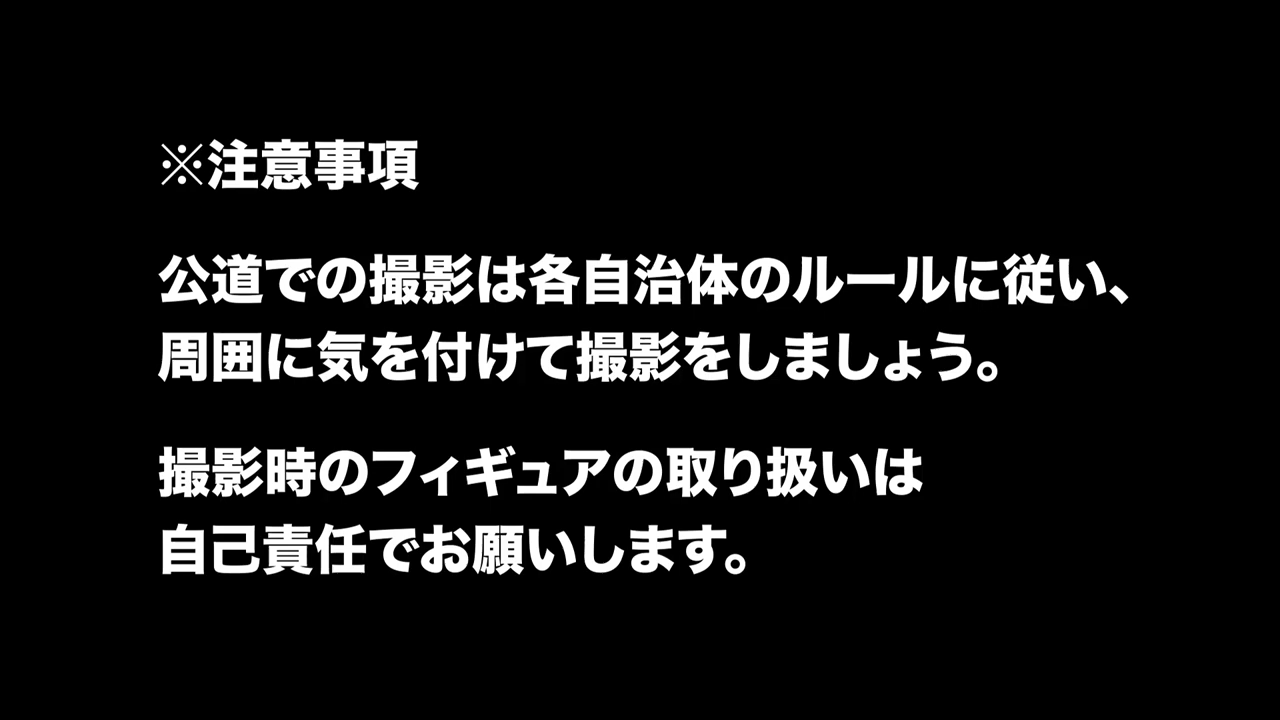 ※注意事項
公道での撮影は各自治体のルールに従い、
周囲に気を付けて撮影をしましょう。
撮影時のフィギュアの取り扱いは
自己責任でお願いします。